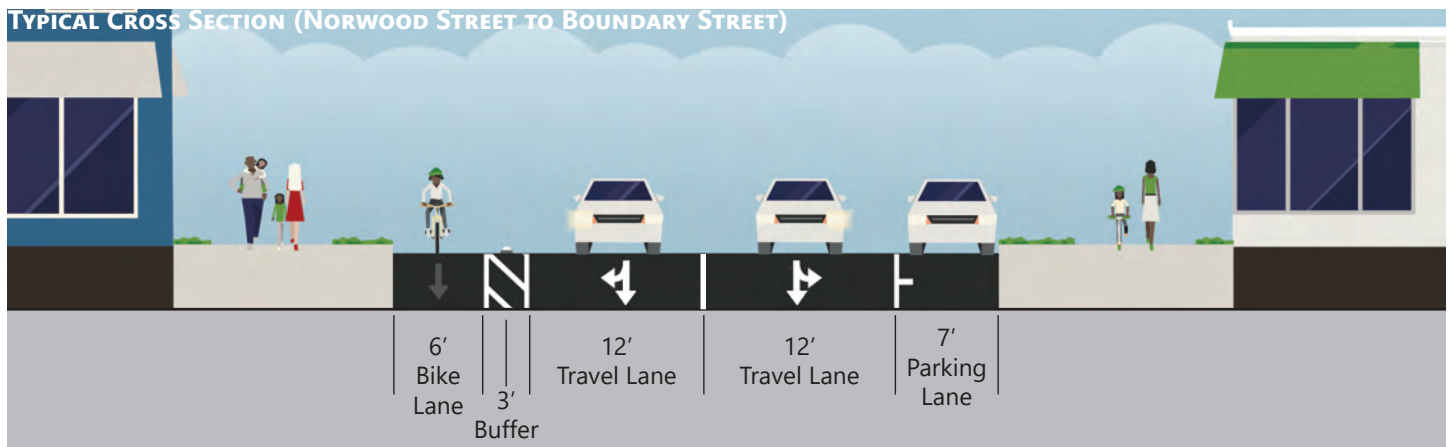 Typical Cross Section (Norwood Street to Boundary Street)
6′
Bike
Lane
3′
Buffer
12′
Travel Lane
12′
Travel Lane
7′
Parking
Lane